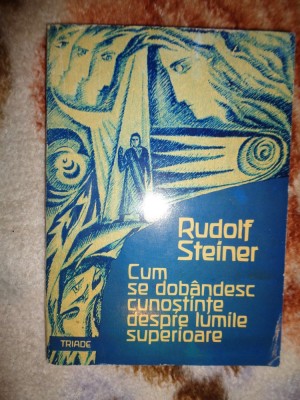 Rudolf
Steiner
Cum
se dobândesc
cunoştinţe
despre lumile
superioare
TRIADE